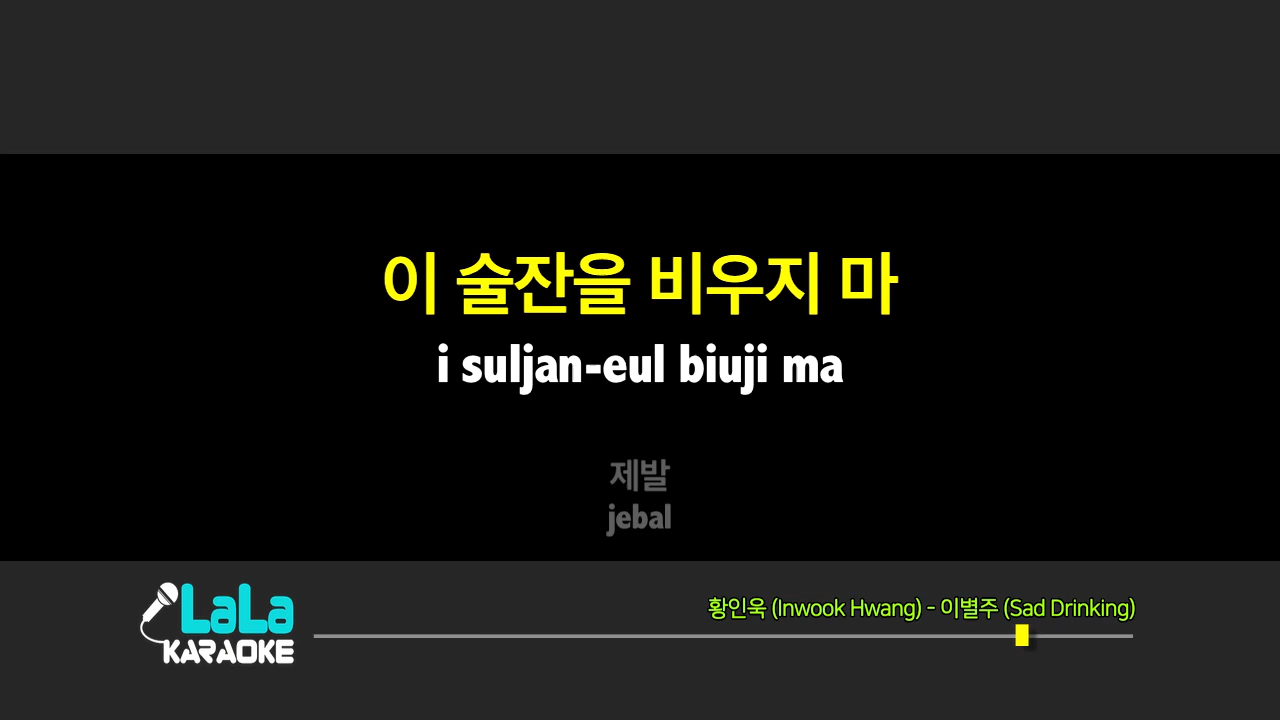 이 술잔을 비우지 마
i suljan-eul biuji ma
제발
jebal
LaLa
KARAOKE
황인욱 (Inwook Hwang) - 이별주 (Sad Drinking)